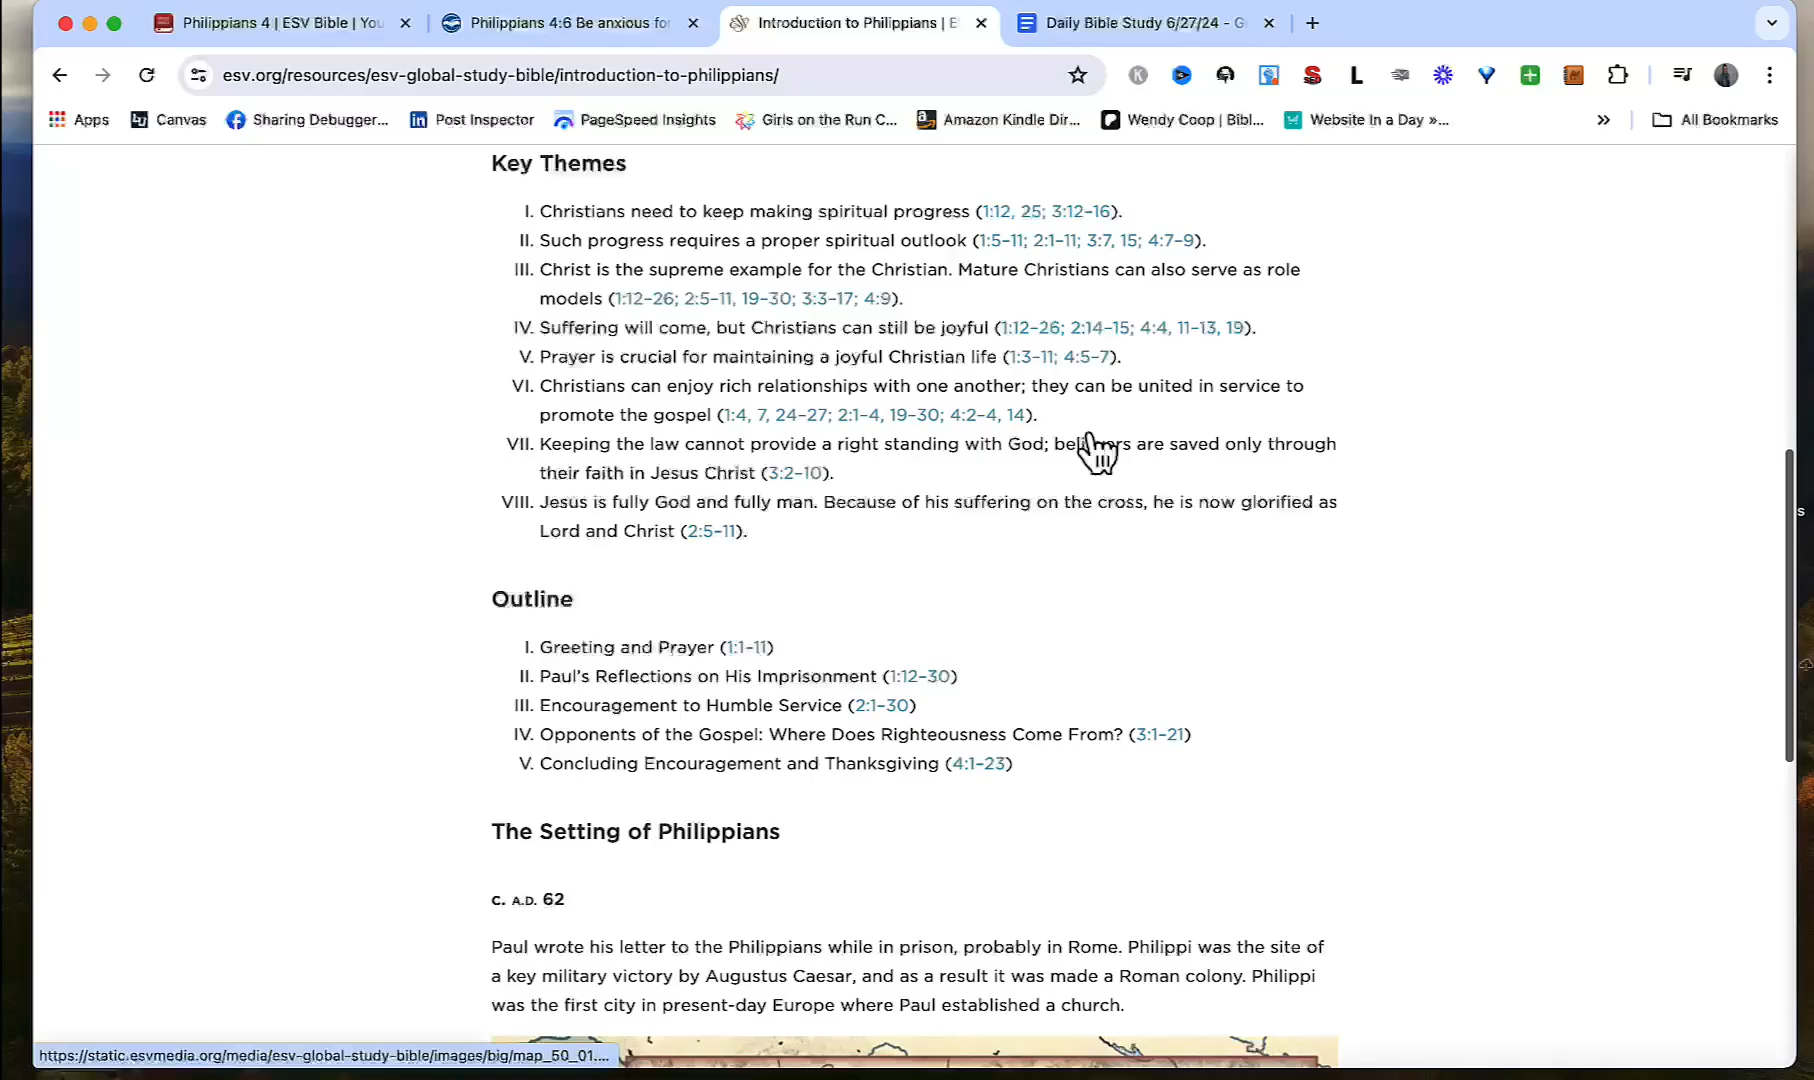 Philippians 4 | ESV Bible | You
Philippians 4:6 Be anxious for
Introduction to Philippians | E
Daily Bible Study 6/27/24 - G
esv.org/resources/esv-global-study-bible/introduction-to-philippians/
Apps
Canvas
Sharing Debugger...
Post Inspector
PageSpeed Insights
Girls on the Run C...
Amazon Kindle Dir...
Wendy Coop | Bibl...
Website In a Day »...
All Bookmarks
Key Themes
I. Christians need to keep making spiritual progress (1:12, 25; 3:12–16).
II. Such progress requires a proper spiritual outlook (1:5–11; 2:1–11; 3:7, 15; 4:7–9).
III. Christ is the supreme example for the Christian. Mature Christians can also serve as role
models (1:12–26; 2:5–11, 19–30; 3:3–17; 4:9).
IV. Suffering will come, but Christians can still be joyful (1:12–26; 2:14–15; 4:4, 11–13, 19).
V. Prayer is crucial for maintaining a joyful Christian life (1:3–11; 4:5–7).
VI. Christians can enjoy rich relationships with one another; they can be united in service to
promote the gospel (1:4, 7, 24–27; 2:1–4, 19–30; 4:2–4, 14).
VII. Keeping the law cannot provide a right standing with God; believers are saved only through
their faith in Jesus Christ (3:2–10).
VIII. Jesus is fully God and fully man. Because of his suffering on the cross, he is now glorified as
Lord and Christ (2:5–11).
Outline
I. Greeting and Prayer (1:1–11)
II. Paul's Reflections on His Imprisonment (1:12–30)
III. Encouragement to Humble Service (2:1–30)
IV. Opponents of the Gospel: Where Does Righteousness Come From? (3:1–21)
V. Concluding Encouragement and Thanksgiving (4:1–23)
The Setting of Philippians
C. A.D. 62
Paul wrote his letter to the Philippians while in prison, probably in Rome. Philippi was the site of
a key military victory by Augustus Caesar, and as a result it was made a Roman colony. Philippi
was the first city in present-day Europe where Paul established a church.
https://static.esvmedia.org/media/esv-global-study-bible/images/big/map_50_01....